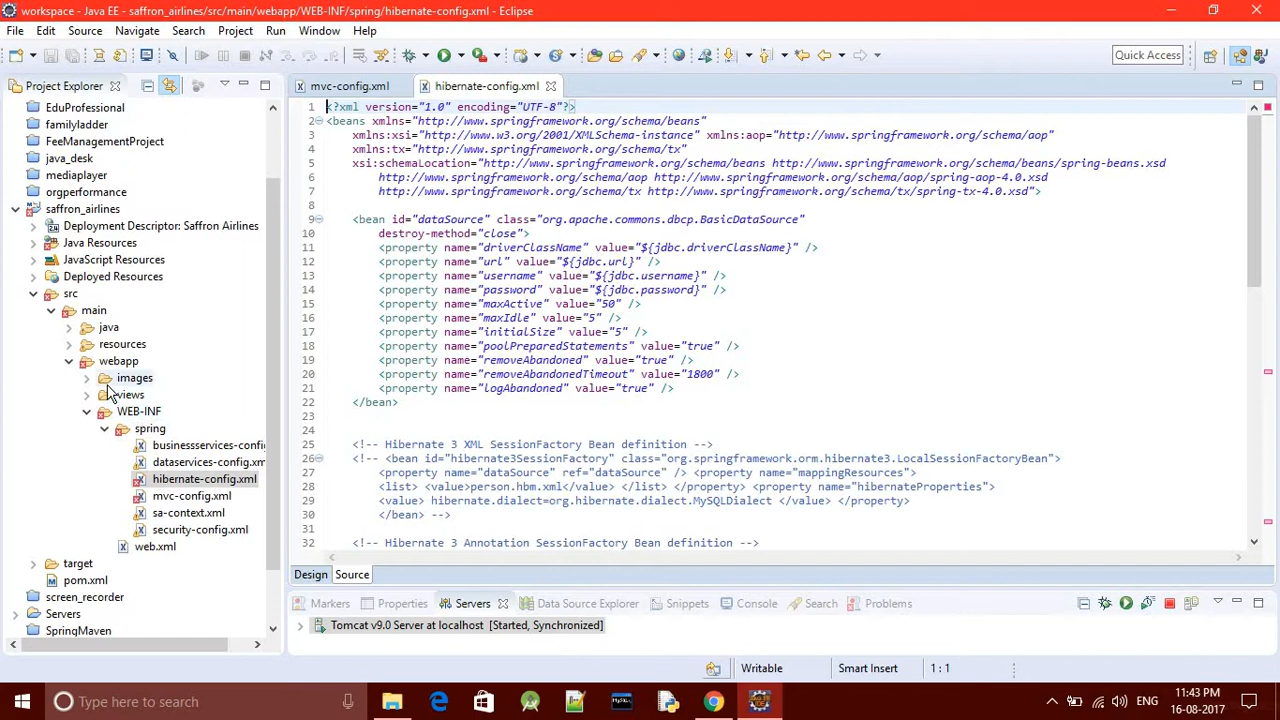 workspace - Java EE - saffron_airlines/src/main/webapp/WEB-INF/spring/hibernate-config.xml - Eclipse
File Edit Source Navigate Search Project Run Window Help
Quick Access
Project Explorer
EduProfessional
familyladder
FeeManagementProject
java_desk
mediaplayer
orgperformance
saffron_airlines
Deployment Descriptor: Saffron Airlines
Java Resources
JavaScript Resources
Deployed Resources
src
main
java
resources
webapp
images
views
WEB-INF
spring
businessservices-config
dataservices-config.xm
hibernate-config.xml
mvc-config.xml
sa-context.xml
security-config.xml
web.xml
target
pom.xml
screen_recorder
Servers
SpringMaven
mvc-config.xml hibernate-config.xml
1 <?xml version="1.0" encoding="UTF-8"?>
2 <beans xmlns="http://www.springframework.org/schema/beans"
3 xmlns:xsi="http://www.w3.org/2001/XMLSchema-instance" xmlns:aop="http://www.springframework.org/schema/aop"
4 xmlns:tx="http://www.springframework.org/schema/tx"
5 xsi:schemaLocation="http://www.springframework.org/schema/beans http://www.springframework.org/schema/beans/spring-beans.xsd
6 http://www.springframework.org/schema/aop http://www.springframework.org/schema/aop/spring-aop-4.0.xsd
7 http://www.springframework.org/schema/tx http://www.springframework.org/schema/tx/spring-tx-4.0.xsd">
8
9 <bean id="dataSource" class="org.apache.commons.dbcp.BasicDataSource"
10 destroy-method="close">
11 <property name="driverClassName" value="${jdbc.driverClassName}" />
12 <property name="url" value="${jdbc.url}" />
13 <property name="username" value="${jdbc.username}" />
14 <property name="password" value="${jdbc.password}" />
15 <property name="maxActive" value="50" />
16 <property name="maxIdle" value="5" />
17 <property name="initialSize" value="5" />
18 <property name="poolPreparedStatements" value="true" />
19 <property name="removeAbandoned" value="true" />
20 <property name="removeAbandonedTimeout" value="1800" />
21 <property name="logAbandoned" value="true" />
22 </bean>
23
24
25 <!-- Hibernate 3 XML SessionFactory Bean definition -->
26 <!-- <bean id="hibernate3SessionFactory" class="org.springframework.orm.hibernate3.LocalSessionFactoryBean">
27 <property name="dataSource" ref="dataSource" /> <property name="mappingResources">
28 <list> <value>person.hbm.xml</value> </list> </property> <property name="hibernateProperties">
29 <value> hibernate.dialect=org.hibernate.dialect.MySQLDialect </value> </property>
30 </bean> -->
31
32 <!-- Hibernate 3 Annotation SessionFactory Bean definition -->
Design Source
Markers Properties Servers Data Source Explorer Snippets Console Search Problems
Tomcat v9.0 Server at localhost [Started, Synchronized]
Writable Smart Insert 1 : 1
Type here to search
ENG 11:43 PM
16-08-2017